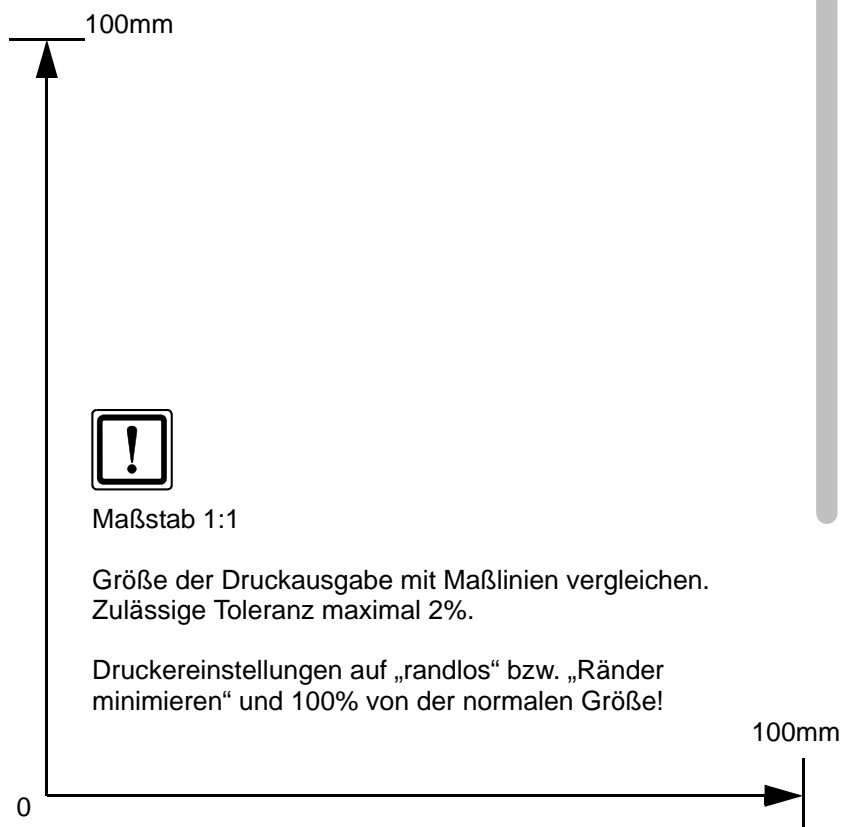 100mm
!
Maßstab 1:1
Größe der Druckausgabe mit Maßlinien vergleichen.
Zulässige Toleranz maximal 2%.
Druckereinstellungen auf „randlos“ bzw. „Ränder
minimieren“ und 100% von der normalen Größe!
100mm
0